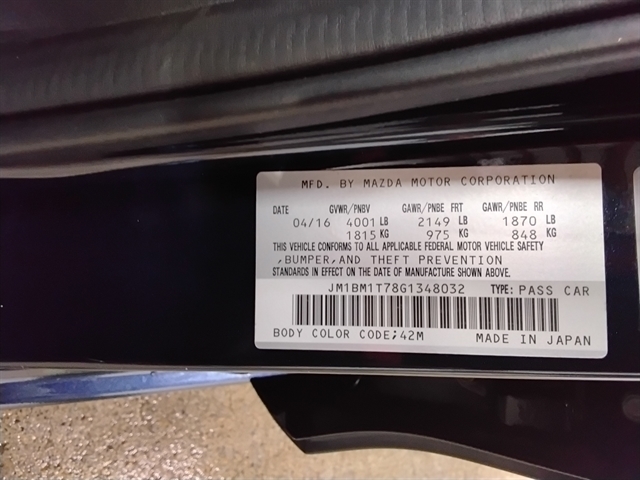 MFD. BY MAZDA MOTOR CORPORATION
DATE GVWR/PNBV GAWR/PNBE FRT GAWR/PNBE RR
04/16 4001 LB 2149 LB 1870 LB
1815 KG 975 KG 848 KG
THIS VEHICLE CONFORMS TO ALL APPLICABLE FEDERAL MOTOR VEHICLE SAFETY
,BUMPER,AND THEFT PREVENTION
STANDARDS IN EFFECT ON THE DATE OF MANUFACTURE SHOWN ABOVE.
JM1BM1T78G1348032 TYPE: PASS CAR
BODY COLOR CODE;42M MADE IN JAPAN